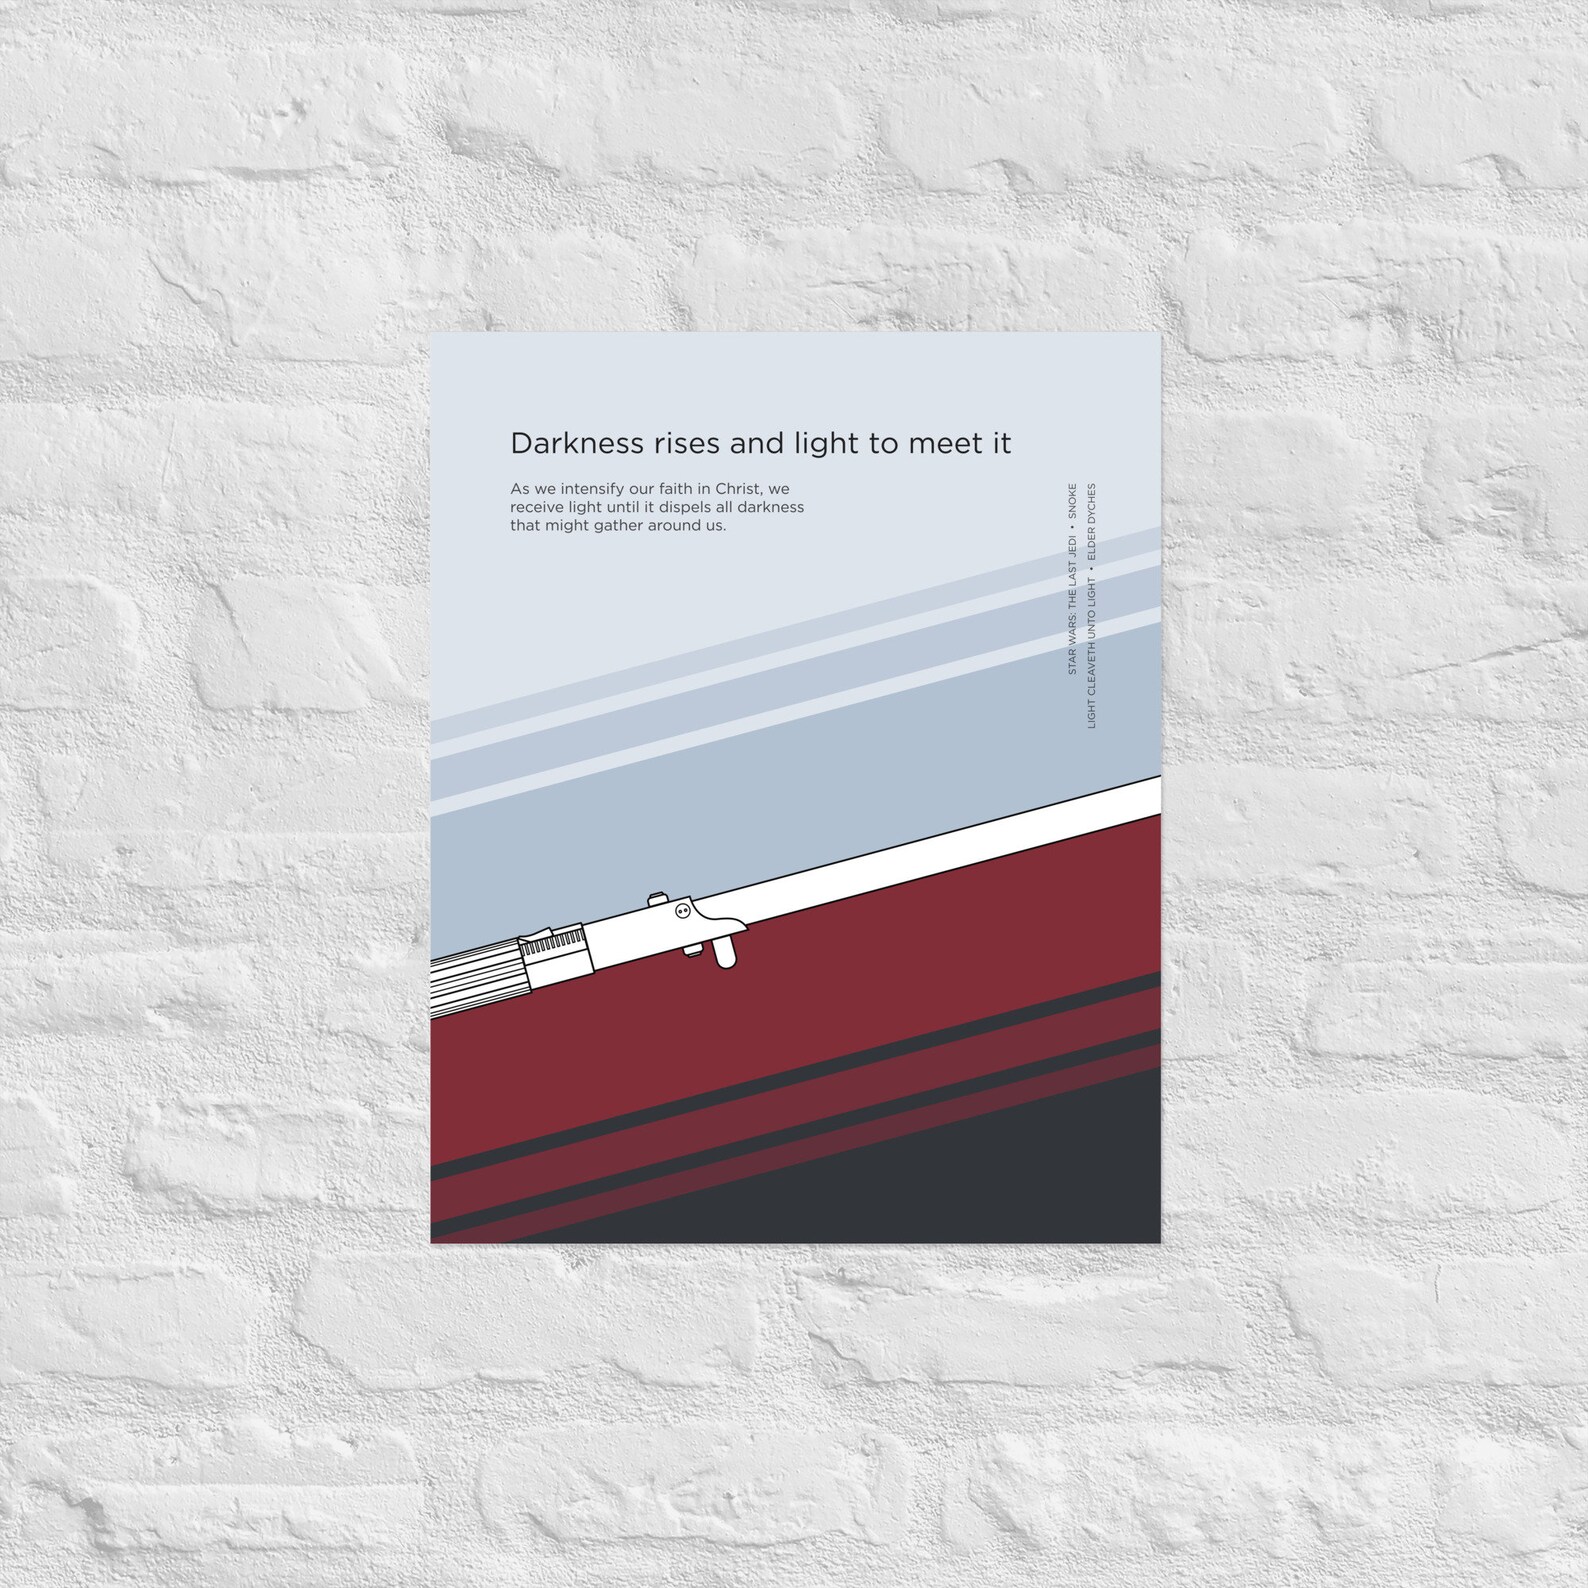 Darkness rises and light to meet it
As we intensify our faith in Christ, we
receive light until it dispels all darkness
that might gather around us.
STAR WARS: THE LAST JEDI • SNOKE
LIGHT CLEAVETH UNTO LIGHT • ELDER DYCHES